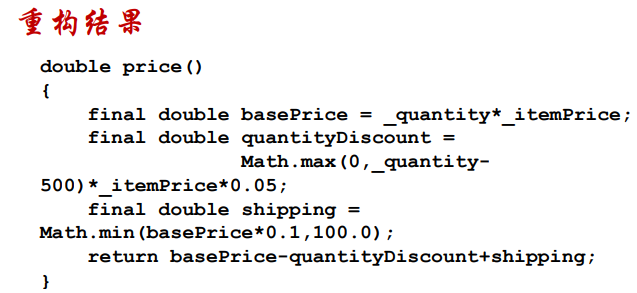 重构结果
double price()
{
    final double basePrice = _quantity*_itemPrice;
    final double quantityDiscount =
                 Math.max(0,_quantity-
500)*_itemPrice*0.05;
    final double shipping =
Math.min(basePrice*0.1,100.0);
    return basePrice-quantityDiscount+shipping;
}